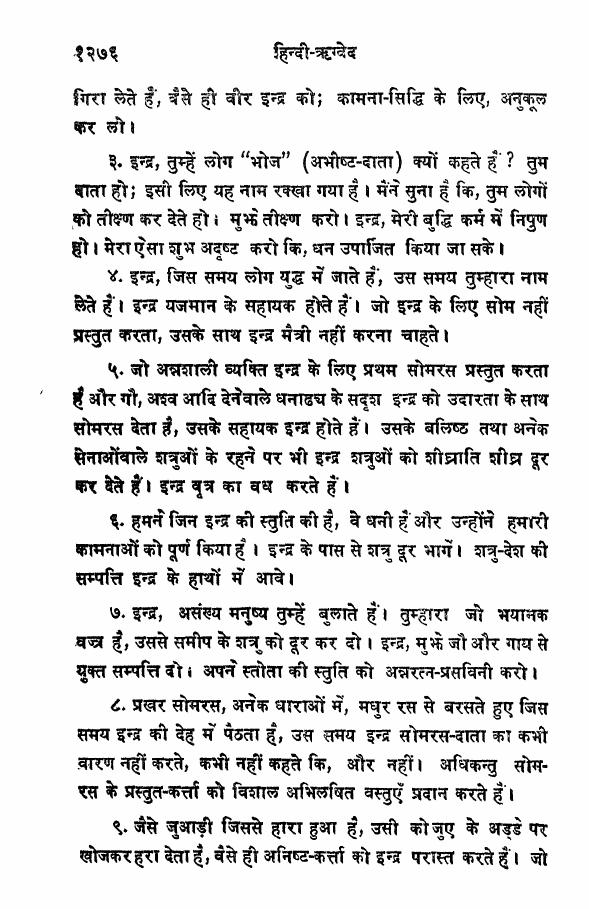 १२७६ हिन्दी-ऋग्वेद
गिरा लेते हैं, वैसे ही वीर इन्द्र को; कामना-सिद्धि के लिए, अनुकूल
कर लो।
३. इन्द्र, तुम्हें लोग “भोज” (अभीष्ट-दाता) क्यों कहते हैं? तुम
दाता हो; इसी लिए यह नाम रक्खा गया है। मैंने सुना है कि, तुम लोगों
को तीक्ष्ण कर देते हो। मुझे तीक्ष्ण करो। इन्द्र, मेरी बुद्धि कर्म में निपुण
हो। मेरा ऐसा शुभ अदृष्ट करो कि, धन उपार्जित किया जा सके।
४. इन्द्र, जिस समय लोग युद्ध में जाते हैं, उस समय तुम्हारा नाम
लेते हैं। इन्द्र यजमान के सहायक होते हैं। जो इन्द्र के लिए सोम नहीं
प्रस्तुत करता, उसके साथ इन्द्र मैत्री नहीं करना चाहते।
५. जो अन्नशाली व्यक्ति इन्द्र के लिए प्रथम सोमरस प्रस्तुत करता
है और गौ, अश्व आदि देनेवाले धनाढच के सदृश इन्द्र को उदारता के साथ
सोमरस देता है, उसके सहायक इन्द्र होते हैं। उसके बलिष्ठ तथा अनेक
सेनाओंवाले शत्रुओं के रहने पर भी इन्द्र शत्रुओं को शीघ्राति शीघ्र दूर
कर देते हैं। इन्द्र वृत्र का वध करते हैं।
६. हमने जिन इन्द्र की स्तुति की है, वे धनी हैं और उन्होंने हमारी
कामनाओं को पूर्ण किया है। इन्द्र के पास से शत्रु दूर भागें। शत्रु-देश की
सम्पत्ति इन्द्र के हाथों में आवे।
७. इन्द्र, असंख्य मनुष्य तुम्हें बुलाते हैं। तुम्हारा जो भयानक
वज्र है, उससे समीप के शत्रु को दूर कर दो। इन्द्र, मुझे जौ और गाय से
युक्त सम्पत्ति दो। अपने स्तोता की स्तुति को अन्नरत्न-प्रसविनी करो।
८. प्रखर सोमरस, अनेक धाराओं में, मधुर रस से बरसते हुए जिस
समय इन्द्र की देह में पैठता है, उस समय इन्द्र सोमरस-दाता का कभी
वारण नहीं करते, कभी नहीं कहते कि, और नहीं। अधिकन्तु सोम-
रस के प्रस्तुत-कर्त्ता को विशाल अभिलषित वस्तुएँ प्रदान करते हैं।
९. जैसे जुआड़ी जिससे हारा हुआ है, उसी को जुए के अड्डे पर
खोजकर हरा देता है, वैसे ही अनिष्ट-कर्त्ता को इन्द्र परास्त करते हैं। जो